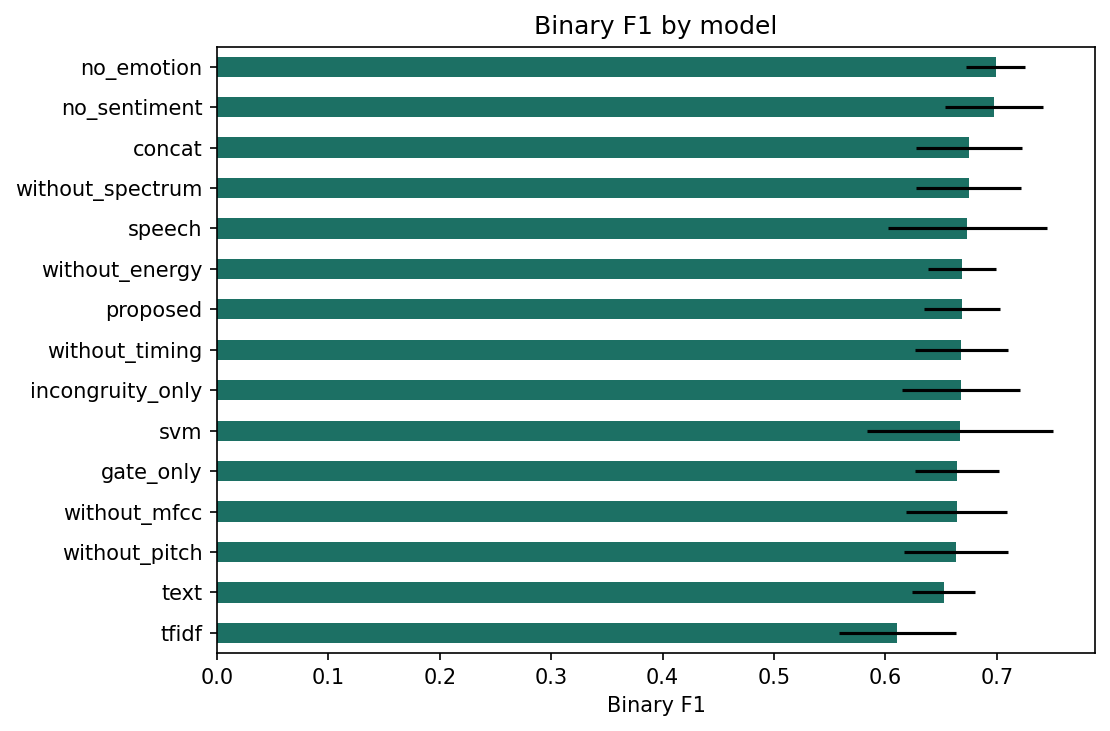 Binary F1 by model
no_emotion
no_sentiment
concat
without_spectrum
speech
without_energy
proposed
without_timing
incongruity_only
svm
gate_only
without_mfcc
without_pitch
text
tfidf
0.0 0.1 0.2 0.3 0.4 0.5 0.6 0.7
Binary F1